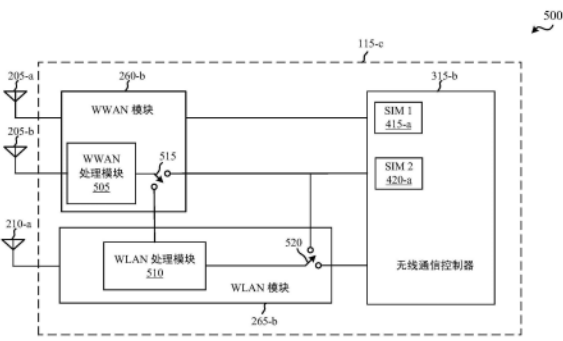 500
115-c
205-a
260-b
315-b
WWAN 模块
SIM 1
415-a
205-b
WWAN
处理模块
505
515
SIM 2
420-a
210-a
WLAN 处理模块
510
520
无线通信控制器
WLAN 模块
265-b